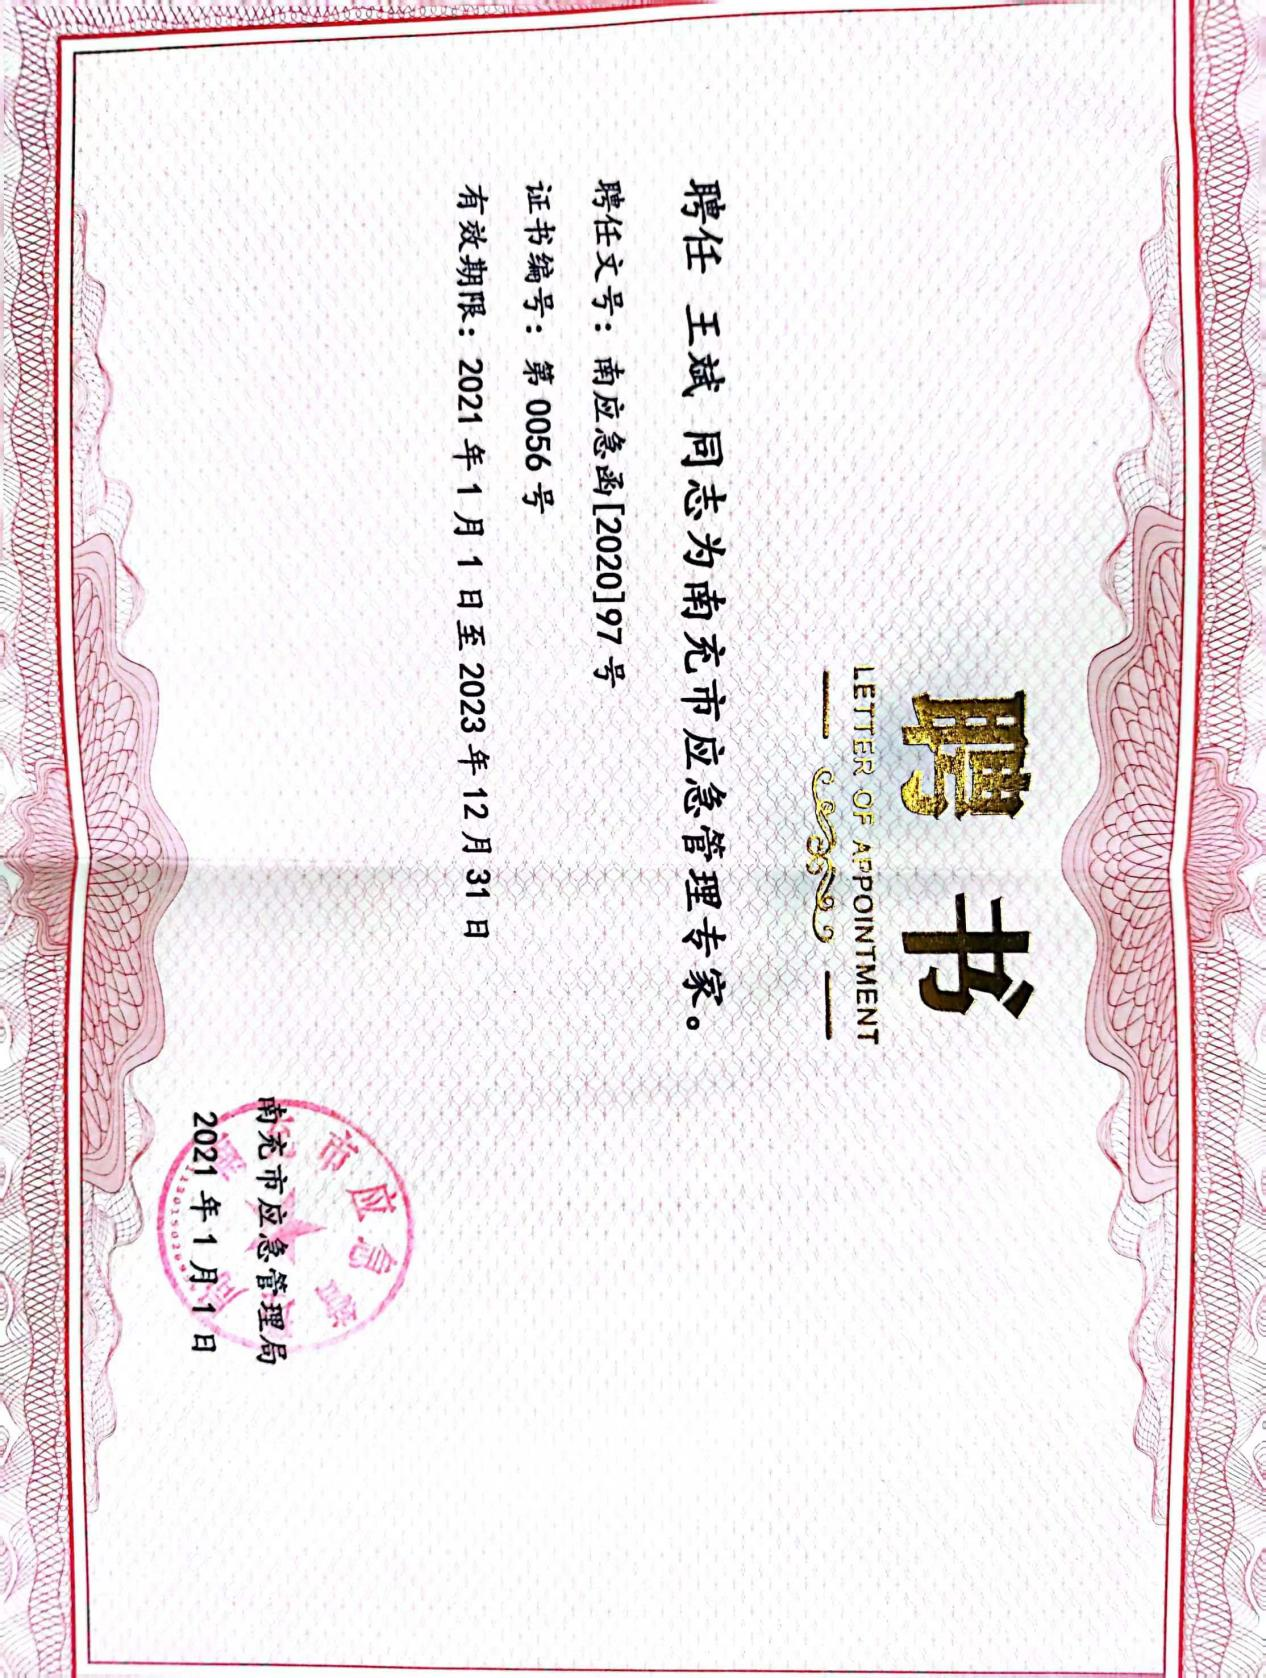 聘书
LETTER OF APPOINTMENT
聘任 王斌 同志为南充市应急管理专家。
聘任文号：南应急函[2020]97号
证书编号：第0056号
有效期限：2021年1月1日至2023年12月31日
南充市应急管理局
2021年1月1日